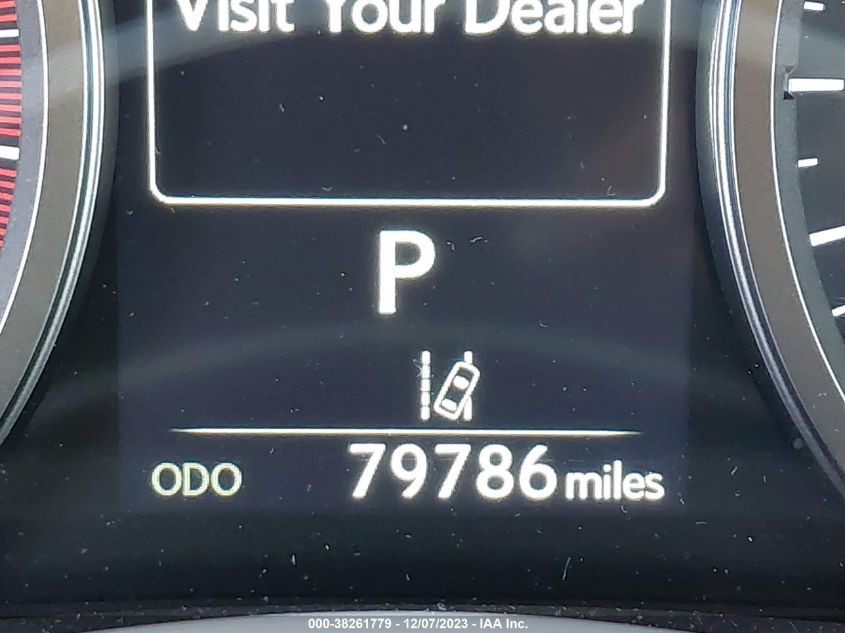 Visit Your Dealer
P
ODO 79786 miles
000-38261779 - 12/07/2023 - IAA Inc.